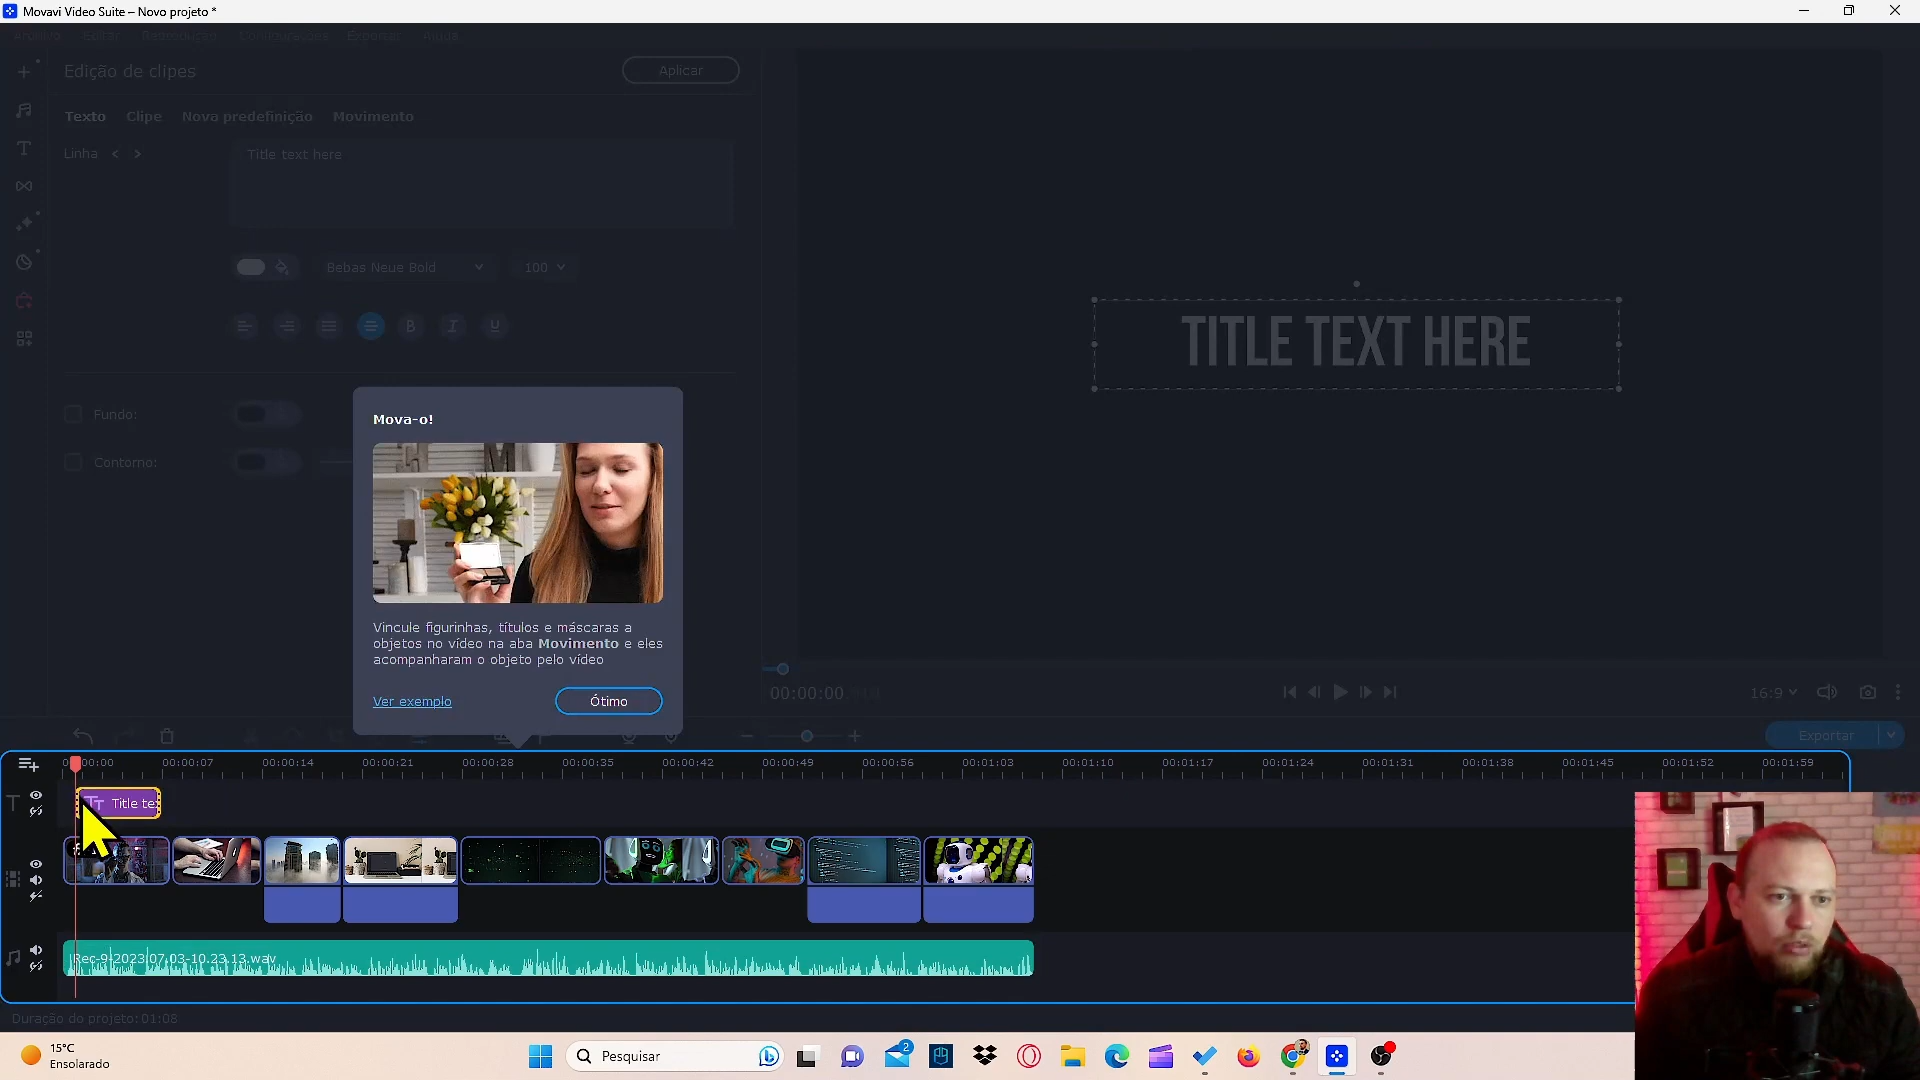 Movavi Video Suite – Novo projeto *
Arquivo Editar Reprodução Configurações Exportar Ajuda
Edição de clipes
Aplicar
Texto Clipe Nova predefinição Movimento
Linha < >
Title text here
Bebas Neue Bold
100
B I U
Fundo:
Contorno:
TITLE TEXT HERE
Mova-o!
Vincule figurinhas, títulos e máscaras a
objetos no vídeo na aba Movimento e eles
acompanharam o objeto pelo vídeo
Ver exemplo
Ótimo
00:00:00
16:9
Exportar
00:00:07 00:00:14 00:00:21 00:00:28 00:00:35 00:00:42 00:00:49 00:00:56 00:01:03 00:01:10 00:01:17 00:01:24 00:01:31 00:01:38 00:01:45 00:01:52 00:01:59
Title te
Rec-9-2023.07.03-10.23.13.wav
Duração do projeto: 01:08
15°C
Ensolarado
Pesquisar
2